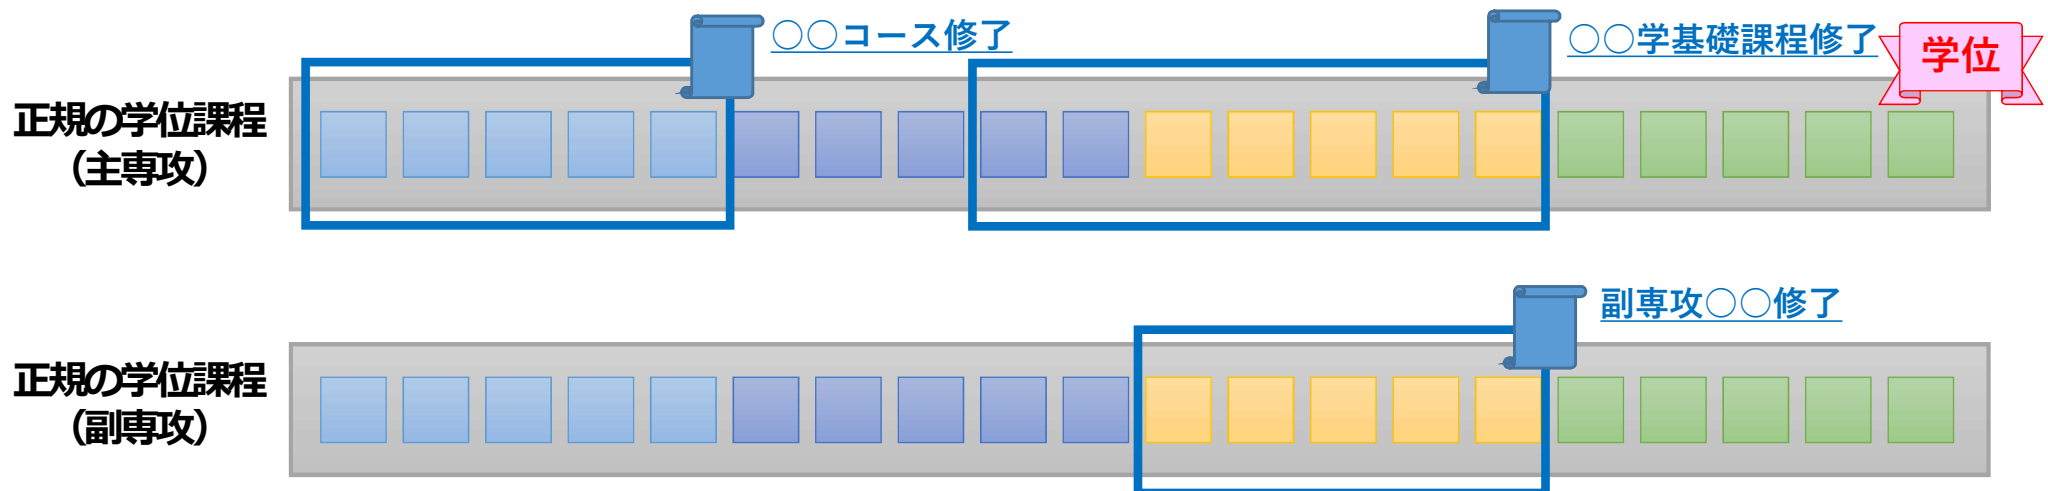 ○○コース修了
○○学基礎課程修了
学位
正規の学位課程
（主専攻）
副専攻○○修了
正規の学位課程
（副専攻）